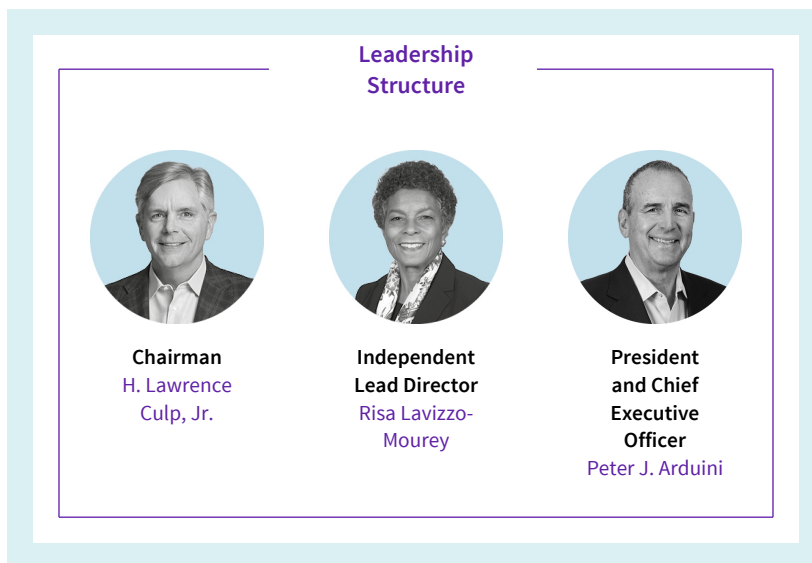 Leadership
Structure
Chairman
H. Lawrence
Culp, Jr.
Independent
Lead Director
Risa Lavizzo-
Mourey
President
and Chief
Executive
Officer
Peter J. Arduini